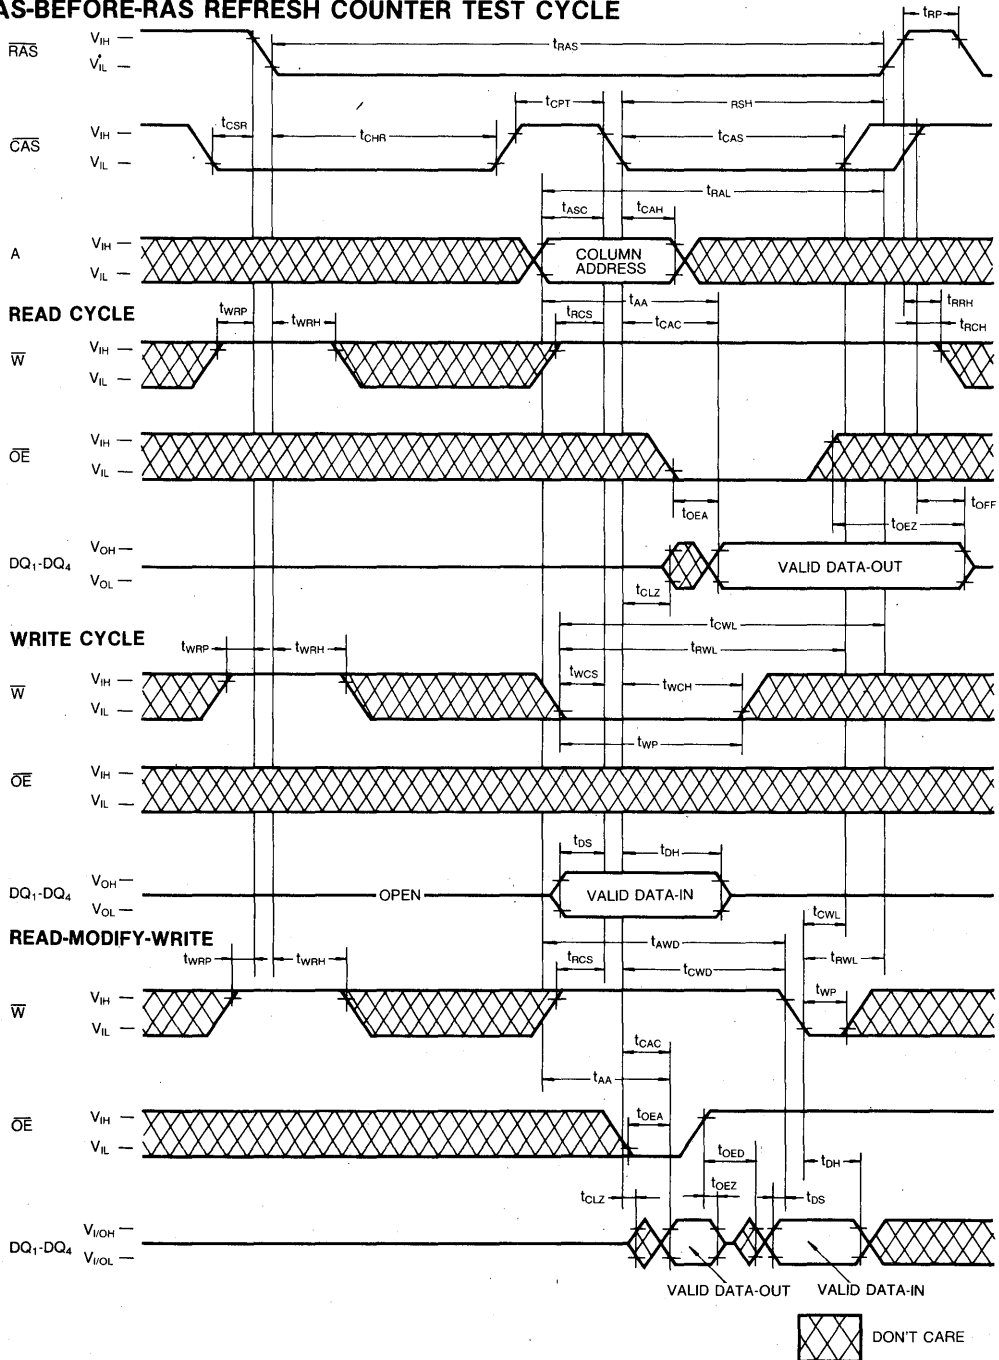 AS-BEFORE-RAS REFRESH COUNTER TEST CYCLE
tRP
RAS
VIH
VIL
tRAS
tCPT
RSH
tCSR
CAS
VIH
VIL
tCHR
tCAS
tRAL
tASC
tCAH
A
VIH
VIL
COLUMN
ADDRESS
READ CYCLE
tAA
tRRH
tWRP
tWRH
tRCS
tCAC
tRCH
W
VIH
VIL
OE
VIH
VIL
tOEA
tOEZ
tOFF
DQ1-DQ4
VOH
VOL
VALID DATA-OUT
tCLZ
tCWL
WRITE CYCLE
tWRP
tWRH
tRWL
W
VIH
VIL
tWCS
tWCH
tWP
OE
VIH
VIL
tDS
tDH
DQ1-DQ4
VOH
VOL
OPEN
VALID DATA-IN
READ-MODIFY-WRITE
tAWD
tCWL
tWRP
tWRH
tRCS
tCWD
tRWL
W
VIH
VIL
tWP
tCAC
tAA
OE
VIH
VIL
tOEA
tOED
tDH
tCLZ
tOEZ
tDS
DQ1-DQ4
VI/OH
VI/OL
VALID DATA-OUT
VALID DATA-IN
DON'T CARE